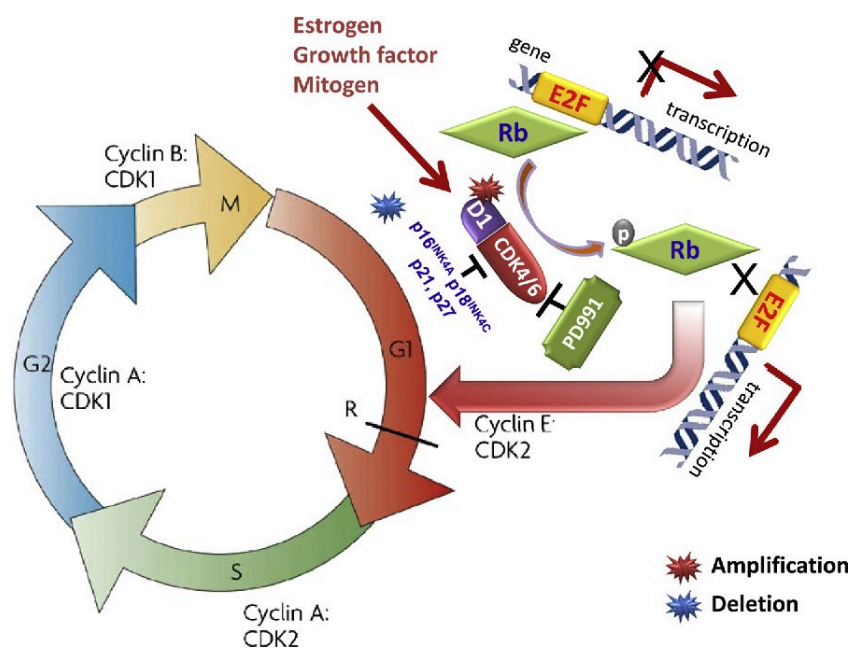 Estrogen
Growth factor
Mitogen
gene
E2F
transcription
Rb
Cyclin B:
CDK1
M
D1
CDK4/6
p16INK4A p18INK4C
p21, p27
PD991
p
Rb
X
E2F
transcription
X
G1
G2
Cyclin A:
CDK1
R
Cyclin E:
CDK2
S
Cyclin A:
CDK2
Amplification
Deletion